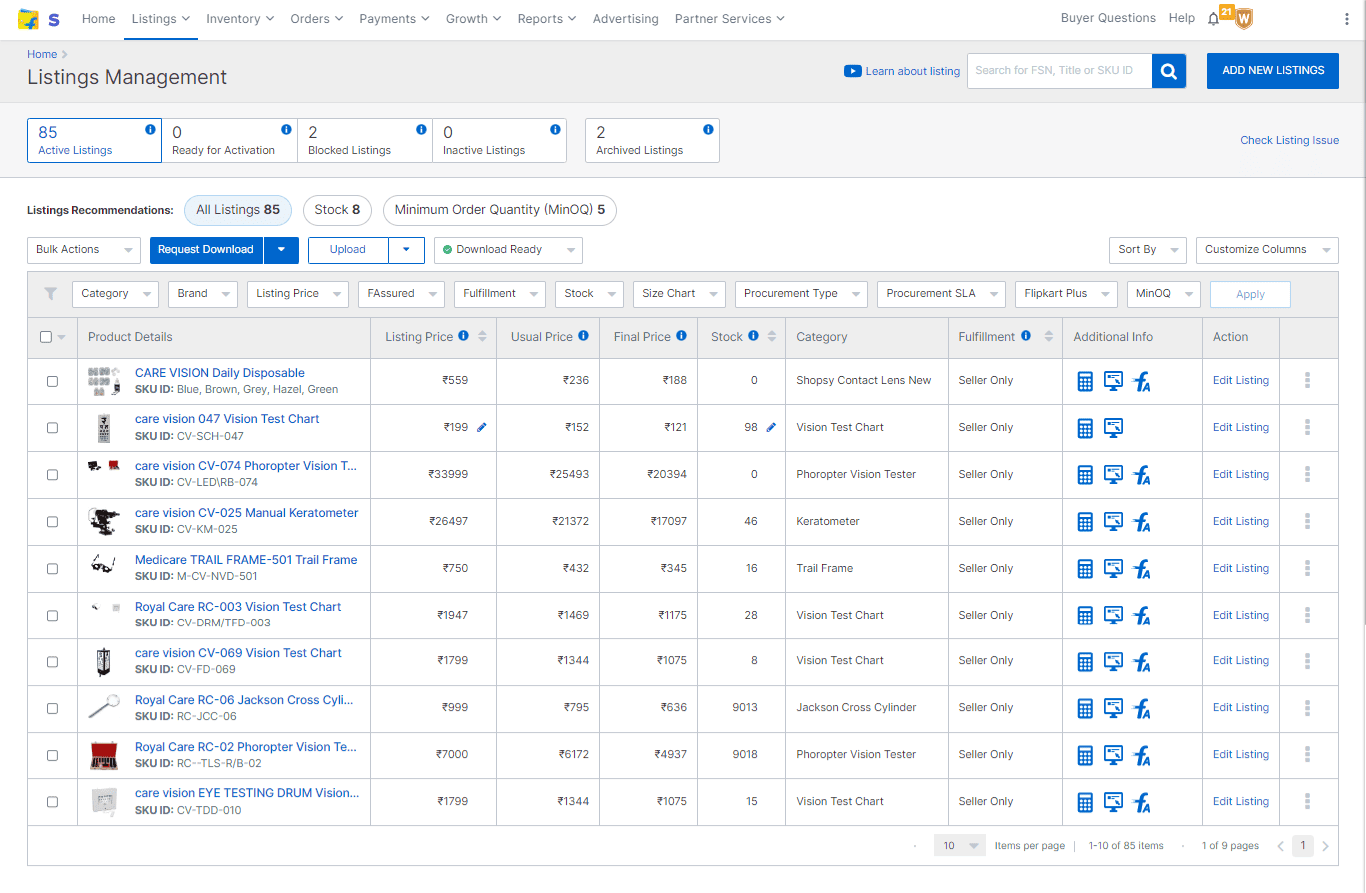 S Home Listings Inventory Orders Payments Growth Reports Advertising Partner Services Buyer Questions Help 21 W
Home
Listings Management
Learn about listing
Search for FSN, Title or SKU ID
ADD NEW LISTINGS
85
Active Listings
0
Ready for Activation
2
Blocked Listings
0
Inactive Listings
2
Archived Listings
Check Listing Issue
Listings Recommendations: All Listings 85 Stock 8 Minimum Order Quantity (MinOQ) 5
Bulk Actions Request Download Upload Download Ready Sort By Customize Columns
Category Brand Listing Price FAssured Fulfillment Stock Size Chart Procurement Type Procurement SLA Flipkart Plus MinOQ Apply
Product Details Listing Price Usual Price Final Price Stock Category Fulfillment Additional Info Action
CARE VISION Daily Disposable
SKU ID: Blue, Brown, Grey, Hazel, Green
₹559 ₹236 ₹188 0 Shopsy Contact Lens New Seller Only Edit Listing
care vision 047 Vision Test Chart
SKU ID: CV-SCH-047
₹199 ₹152 ₹121 98 Vision Test Chart Seller Only Edit Listing
care vision CV-074 Phoropter Vision T...
SKU ID: CV-LED\RB-074
₹33999 ₹25493 ₹20394 0 Phoropter Vision Tester Seller Only Edit Listing
care vision CV-025 Manual Keratometer
SKU ID: CV-KM-025
₹26497 ₹21372 ₹17097 46 Keratometer Seller Only Edit Listing
Medicare TRAIL FRAME-501 Trail Frame
SKU ID: M-CV-NVD-501
₹750 ₹432 ₹345 16 Trail Frame Seller Only Edit Listing
Royal Care RC-003 Vision Test Chart
SKU ID: CV-DRM/TFD-003
₹1947 ₹1469 ₹1175 28 Vision Test Chart Seller Only Edit Listing
care vision CV-069 Vision Test Chart
SKU ID: CV-FD-069
₹1799 ₹1344 ₹1075 8 Vision Test Chart Seller Only Edit Listing
Royal Care RC-06 Jackson Cross Cyli...
SKU ID: RC-JCC-06
₹999 ₹795 ₹636 9013 Jackson Cross Cylinder Seller Only Edit Listing
Royal Care RC-02 Phoropter Vision Te...
SKU ID: RC--TLS-R/B-02
₹7000 ₹6172 ₹4937 9018 Phoropter Vision Tester Seller Only Edit Listing
care vision EYE TESTING DRUM Vision...
SKU ID: CV-TDD-010
₹1799 ₹1344 ₹1075 15 Vision Test Chart Seller Only Edit Listing
10 Items per page | 1-10 of 85 items 1 of 9 pages 1